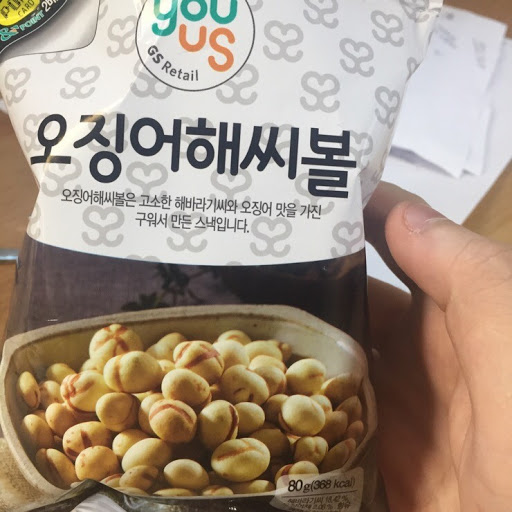 you
us
GS Retail
오징어해씨볼
오징어해씨볼은 고소한 해바라기씨와 오징어 맛을 가진
구워서 만든 스낵입니다.
80 g(368 kcal)